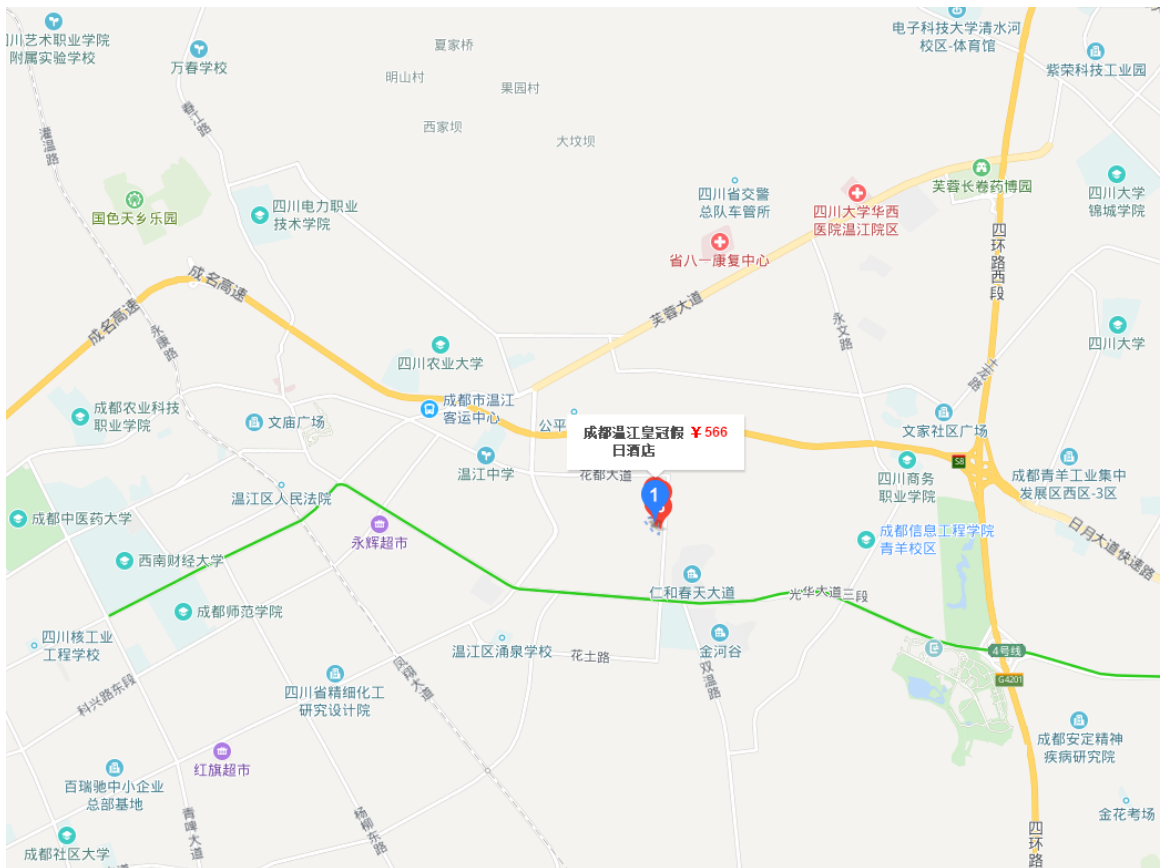 四川艺术职业学院
附属实验学校
万春学校
夏家桥
明山村
果园村
西家坝
大坟坝
电子科技大学清水河
校区-体育馆
紫荣科技工业园
灌温路
春江路
国色天乡乐园
四川电力职业
技术学院
四川省交警
总队车管所
四川大学华西
医院温江院区
芙蓉长卷药博园
四川大学
锦城学院
省八一康复中心
四环路西段
成名高速
成名高速
芙蓉大道
永康路
永文路
四川大学
四川农业大学
土龙路
成都农业科技
职业学院
文庙广场
成都市温江
客运中心
公平
成都温江皇冠假
日酒店
￥566
文家社区广场
S8
温江中学
花都大道
四川商务
职业学院
成都青羊工业集中
发展区西区-3区
温江区人民法院
1
成都中医药大学
永辉超市
成都信息工程学院
青羊校区
日月大道快速路
西南财经大学
仁和春天大道
光华大道三段
成都师范学院
四川核工业
工程学校
温江区涌泉学校
花土路
金河谷
4号线
G4201
凤翔大道
双温路
科兴路东段
四川省精细化工
研究设计院
成都安定精神
疾病研究院
红旗超市
百瑞驰中小企业
总部基地
金花考场
青啤大道
杨柳东路
四环路
成都社区大学